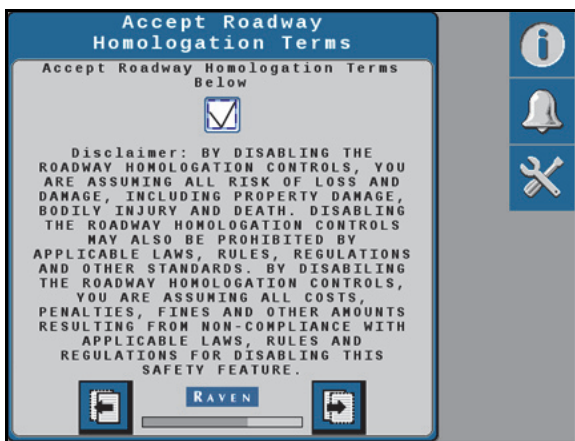 Accept Roadway
Homologation Terms
Accept Roadway Homologation Terms
Below
Disclaimer: BY DISABLING THE
ROADWAY HOMOLOGATION CONTROLS, YOU
ARE ASSUMING ALL RISK OF LOSS AND
DAMAGE, INCLUDING PROPERTY DAMAGE,
BODILY INJURY AND DEATH. DISABLING
THE ROADWAY HOMOLOGATION CONTROLS
MAY ALSO BE PROHIBITED BY
APPLICABLE LAWS, RULES, REGULATIONS
AND OTHER STANDARDS. BY DISABILING
THE ROADWAY HOMOLOGATION CONTROLS,
YOU ARE ASSUMING ALL COSTS,
PENALTIES, FINES AND OTHER AMOUNTS
RESULTING FROM NON-COMPLIANCE WITH
APPLICABLE LAWS, RULES AND
REGULATIONS FOR DISABLING THIS
SAFETY FEATURE.
RAVEN